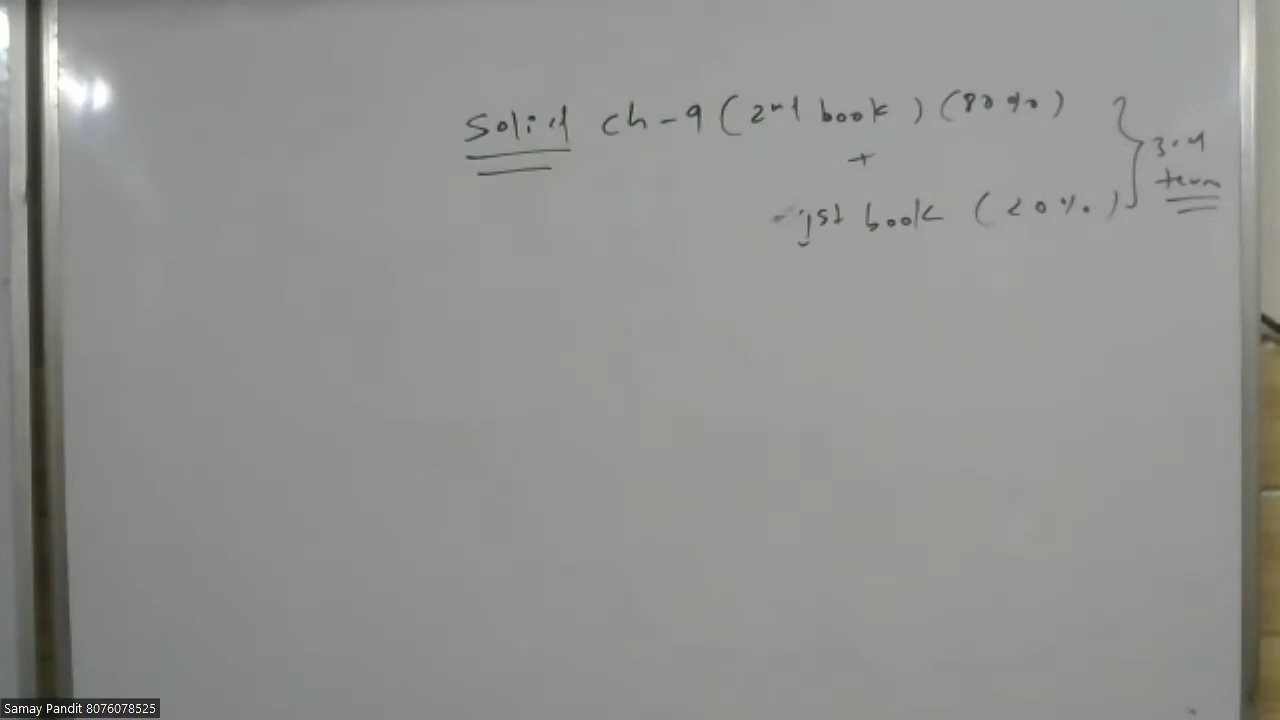 Solid ch-9 (2nd book) (80%)
+
1st book (20%)
3rd
term
Samay Pandit 8076078525